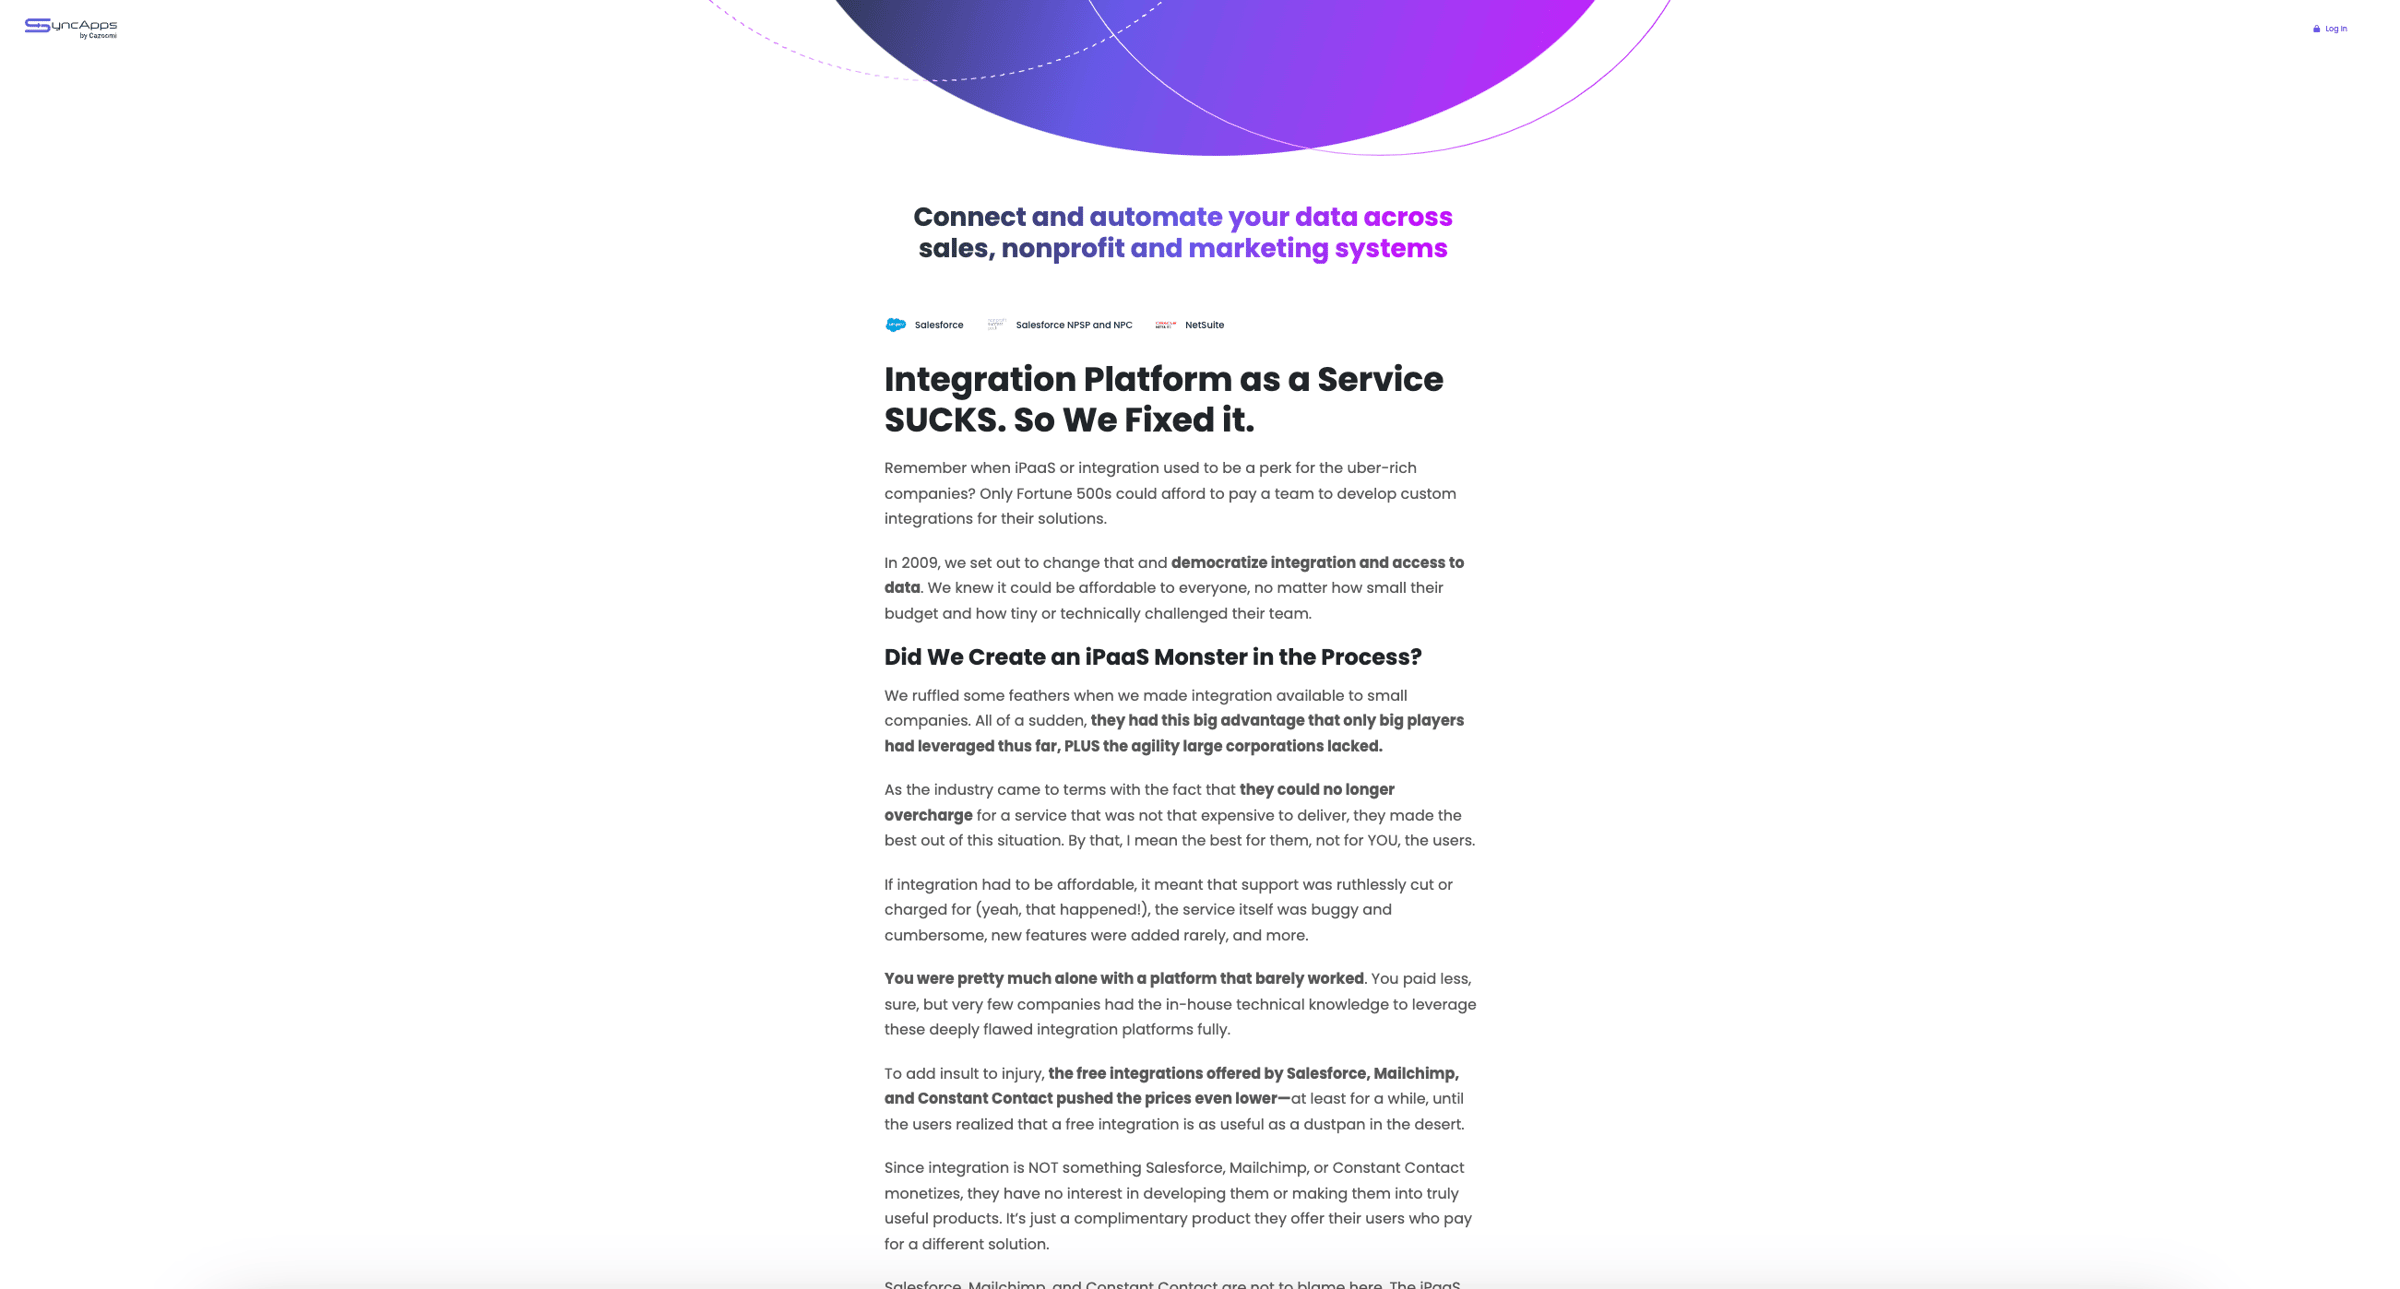 SyncApps
by Cazoomi
Log In
Connect and automate your data across
sales, nonprofit and marketing systems
Salesforce
Salesforce NPSP and NPC
NetSuite
Integration Platform as a Service
SUCKS. So We Fixed it.
Remember when iPaaS or integration used to be a perk for the uber-rich
companies? Only Fortune 500s could afford to pay a team to develop custom
integrations for their solutions.
In 2009, we set out to change that and democratize integration and access to
data. We knew it could be affordable to everyone, no matter how small their
budget and how tiny or technically challenged their team.
Did We Create an iPaaS Monster in the Process?
We ruffled some feathers when we made integration available to small
companies. All of a sudden, they had this big advantage that only big players
had leveraged thus far, PLUS the agility large corporations lacked.
As the industry came to terms with the fact that they could no longer
overcharge for a service that was not that expensive to deliver, they made the
best out of this situation. By that, I mean the best for them, not for YOU, the users.
If integration had to be affordable, it meant that support was ruthlessly cut or
charged for (yeah, that happened!), the service itself was buggy and
cumbersome, new features were added rarely, and more.
You were pretty much alone with a platform that barely worked. You paid less,
sure, but very few companies had the in-house technical knowledge to leverage
these deeply flawed integration platforms fully.
To add insult to injury, the free integrations offered by Salesforce, Mailchimp,
and Constant Contact pushed the prices even lower—at least for a while, until
the users realized that a free integration is as useful as a dustpan in the desert.
Since integration is NOT something Salesforce, Mailchimp, or Constant Contact
monetizes, they have no interest in developing them or making them into truly
useful products. It's just a complimentary product they offer their users who pay
for a different solution.
Salesforce, Mailchimp, and Constant Contact are not to blame here. The iPaaS